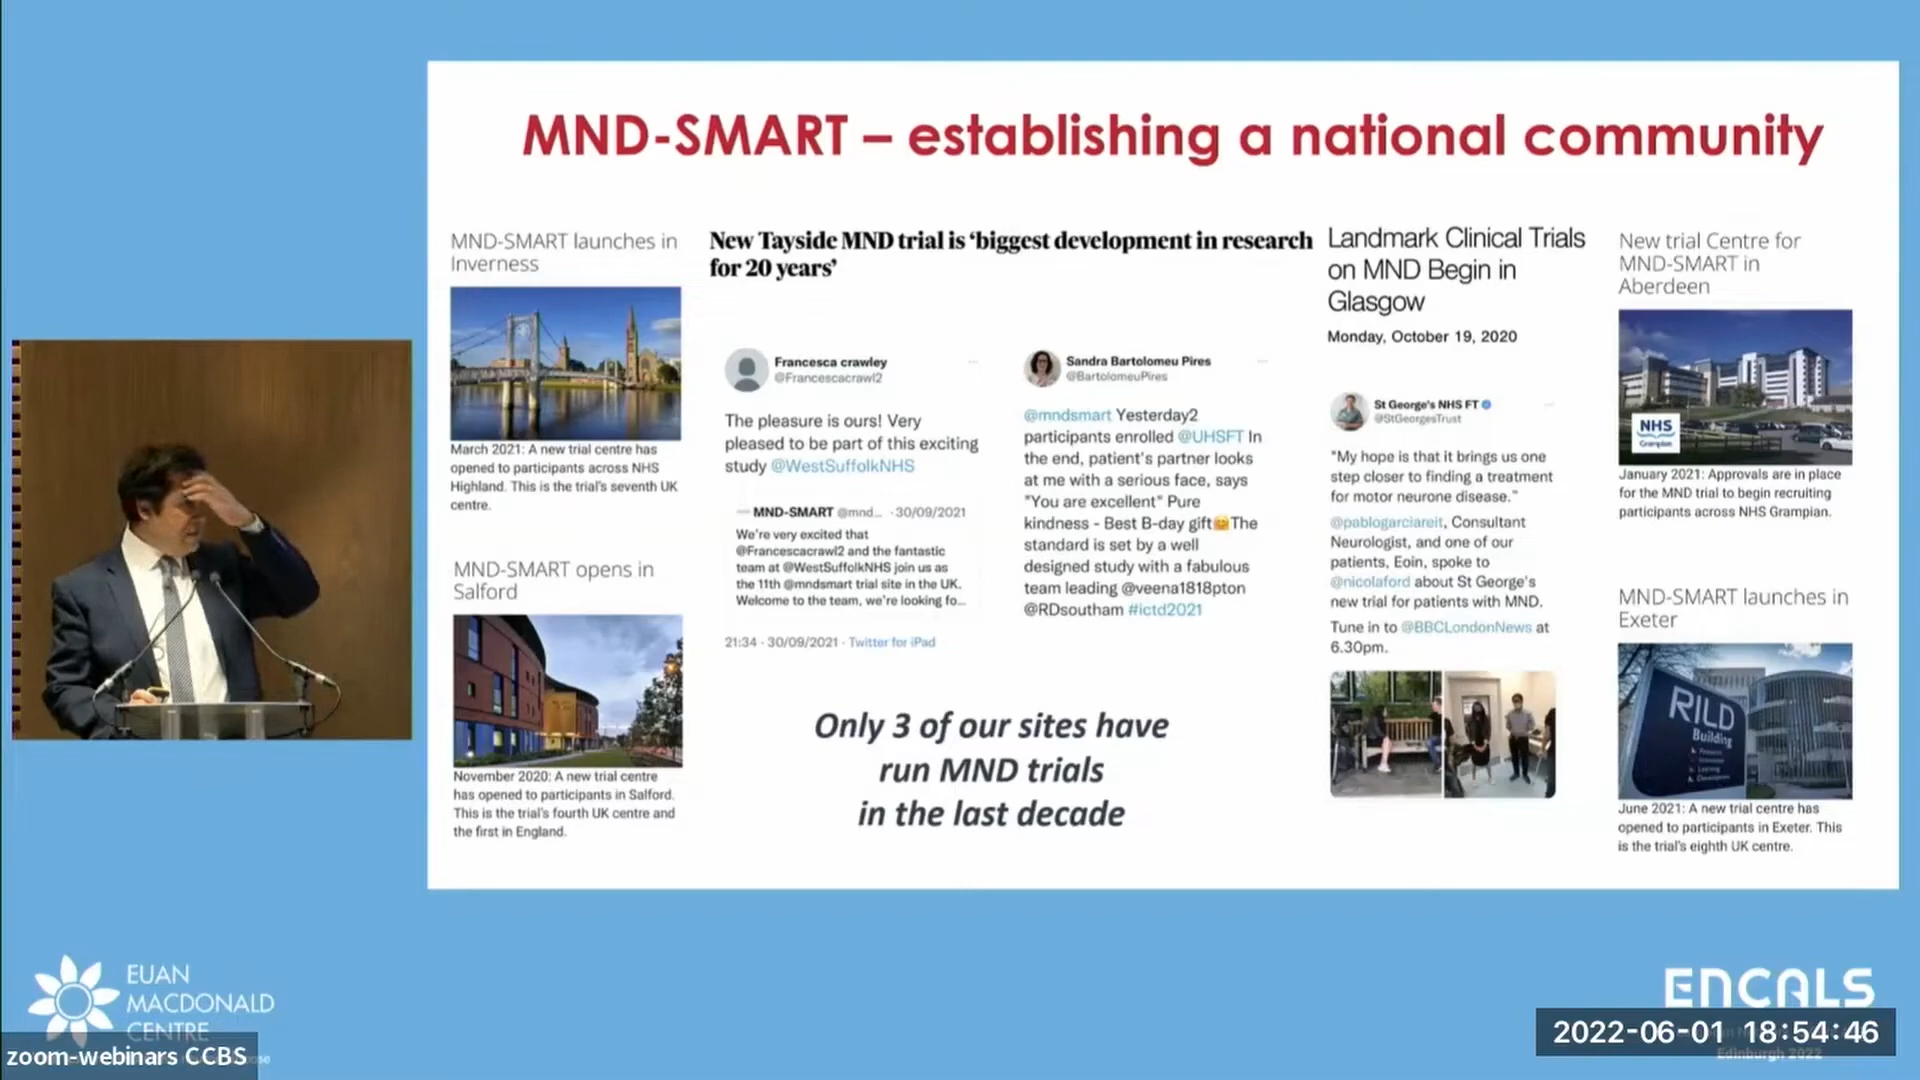 MND-SMART – establishing a national community
MND-SMART launches in
Inverness
March 2021: A new trial centre has
opened to participants across NHS
Highland. This is the trial's seventh UK
centre.
MND-SMART opens in
Salford
November 2020: A new trial centre
has opened to participants in Salford.
This is the trial's fourth UK centre and
the first in England.
New Tayside MND trial is ‘biggest development in research
for 20 years’
Francesca crawley
@Francescacrawl2
The pleasure is ours! Very
pleased to be part of this exciting
study @WestSuffolkNHS
MND-SMART @mnd... · 30/09/2021
We're very excited that
@Francescacrawl2 and the fantastic
team at @WestSuffolkNHS join us as
the 11th @mndsmart trial site in the UK.
Welcome to the team, we're looking fo...
21:34 · 30/09/2021 · Twitter for iPad
Sandra Bartolomeu Pires
@BartolomeuPires
@mndsmart Yesterday2
participants enrolled @UHSFT In
the end, patient's partner looks
at me with a serious face, says
"You are excellent" Pure
kindness - Best B-day gift🤗The
standard is set by a well
designed study with a fabulous
team leading @veena1818pton
@RDsoutham #ictd2021
Only 3 of our sites have
run MND trials
in the last decade
Landmark Clinical Trials
on MND Begin in
Glasgow
Monday, October 19, 2020
St George's NHS FT
@StGeorgesTrust
"My hope is that it brings us one
step closer to finding a treatment
for motor neurone disease."
@pablogarciareit, Consultant
Neurologist, and one of our
patients, Eoin, spoke to
@nicolaford about St George's
new trial for patients with MND.
Tune in to @BBCLondonNews at
6.30pm.
New trial Centre for
MND-SMART in
Aberdeen
NHS
Grampian
January 2021: Approvals are in place
for the MND trial to begin recruiting
participants across NHS Grampian.
MND-SMART launches in
Exeter
RILD
Building
June 2021: A new trial centre has
opened to participants in Exeter. This
is the trial's eighth UK centre.
EUAN
MACDONALD
CENTRE
zoom-webinars CCBS
ENCALS
2022-06-01 18:54:46
Edinburgh 2022